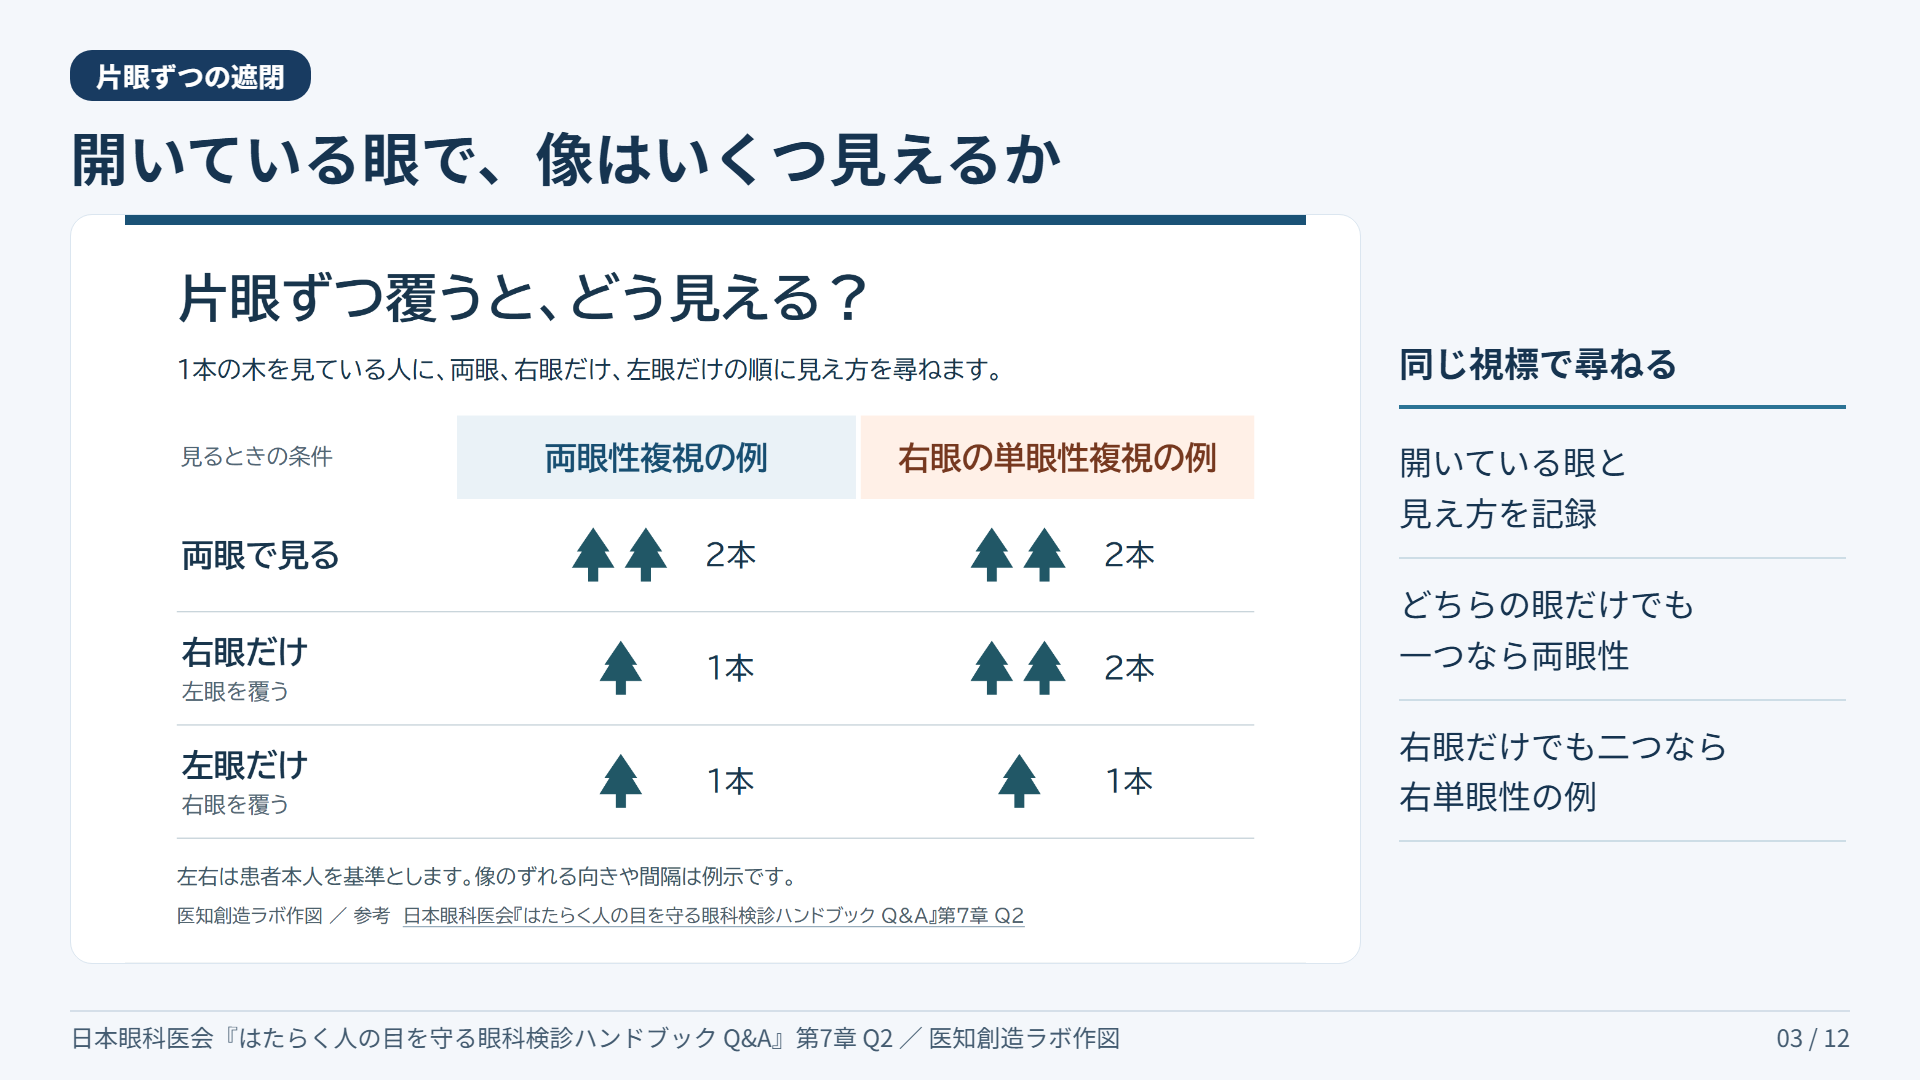 片眼ずつの遮閉
開いている眼で、像はいくつ見えるか
片眼ずつ覆うと、どう見える？
1本の木を見ている人に、両眼、右眼だけ、左眼だけの順に見え方を尋ねます。
見るときの条件 両眼性複視の例 右眼の単眼性複視の例
両眼で見る 2本 2本
右眼だけ 1本 2本
左眼を覆う
左眼だけ 1本 1本
右眼を覆う
左右は患者本人を基準とします。像のずれる向きや間隔は例示です。
医知創造ラボ作図 ／ 参考 日本眼科医会『はたらく人の目を守る眼科検診ハンドブック Q&A』第7章 Q2
同じ視標で尋ねる
開いている眼と
見え方を記録
どちらの眼だけでも
一つなら両眼性
右眼だけでも二つなら
右単眼性の例
日本眼科医会『はたらく人の目を守る眼科検診ハンドブック Q&A』第7章 Q2 ／ 医知創造ラボ作図
03 / 12